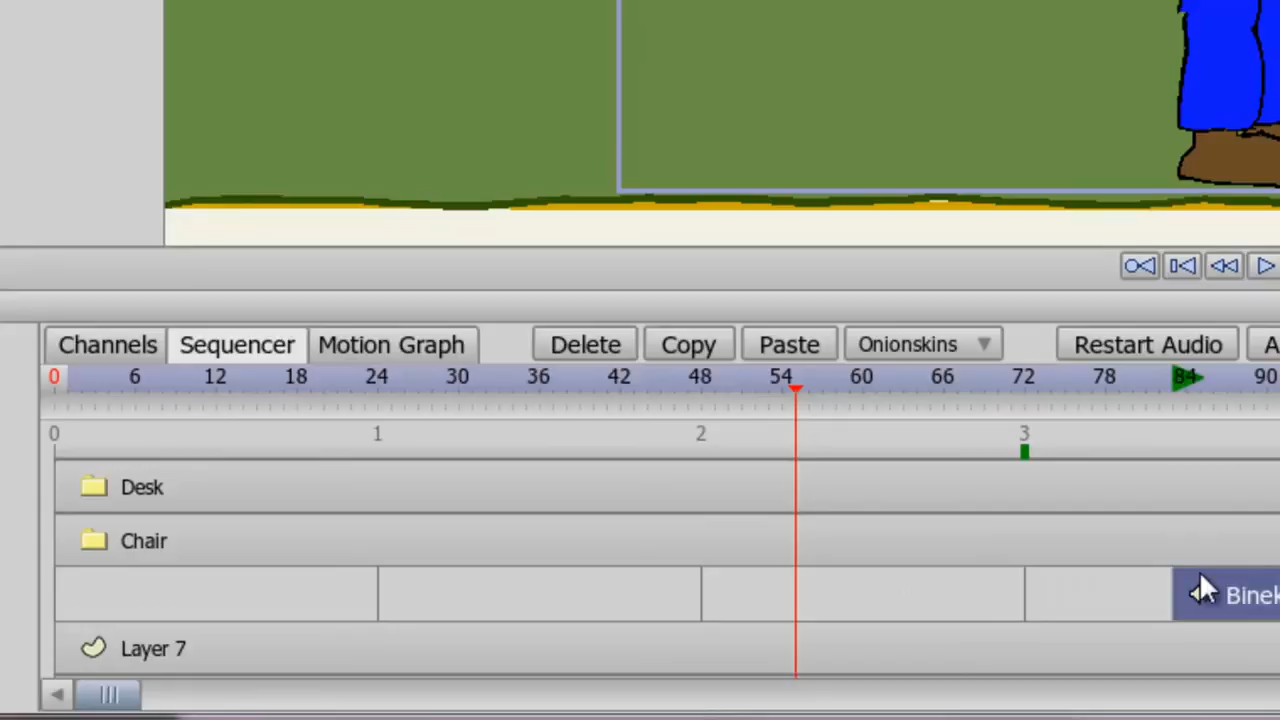 Channels Sequencer Motion Graph Delete Copy Paste Onionskins Restart Audio
0 6 12 18 24 30 36 42 48 54 60 66 72 78 84 90
0 1 2 3
Desk
Chair
Layer 7